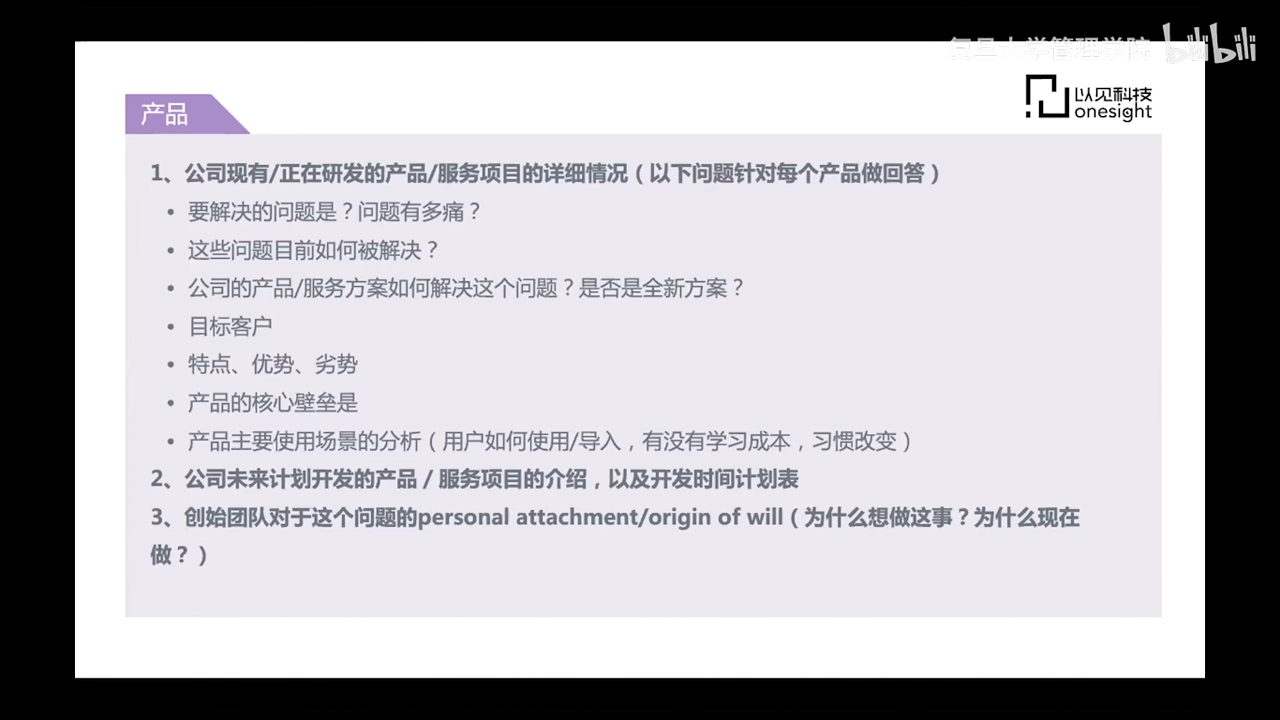 复旦大学管理学院 bilibili
以见科技
onesight
产品
1、公司现有/正在研发的产品/服务项目的详细情况（以下问题针对每个产品做回答）
• 要解决的问题是？问题有多痛？
• 这些问题目前如何被解决？
• 公司的产品/服务方案如何解决这个问题？是否是全新方案？
• 目标客户
• 特点、优势、劣势
• 产品的核心壁垒是
• 产品主要使用场景的分析（用户如何使用/导入，有没有学习成本，习惯改变）
2、公司未来计划开发的产品 / 服务项目的介绍，以及开发时间计划表
3、创始团队对于这个问题的personal attachment/origin of will（为什么想做这事？为什么现在
做？）